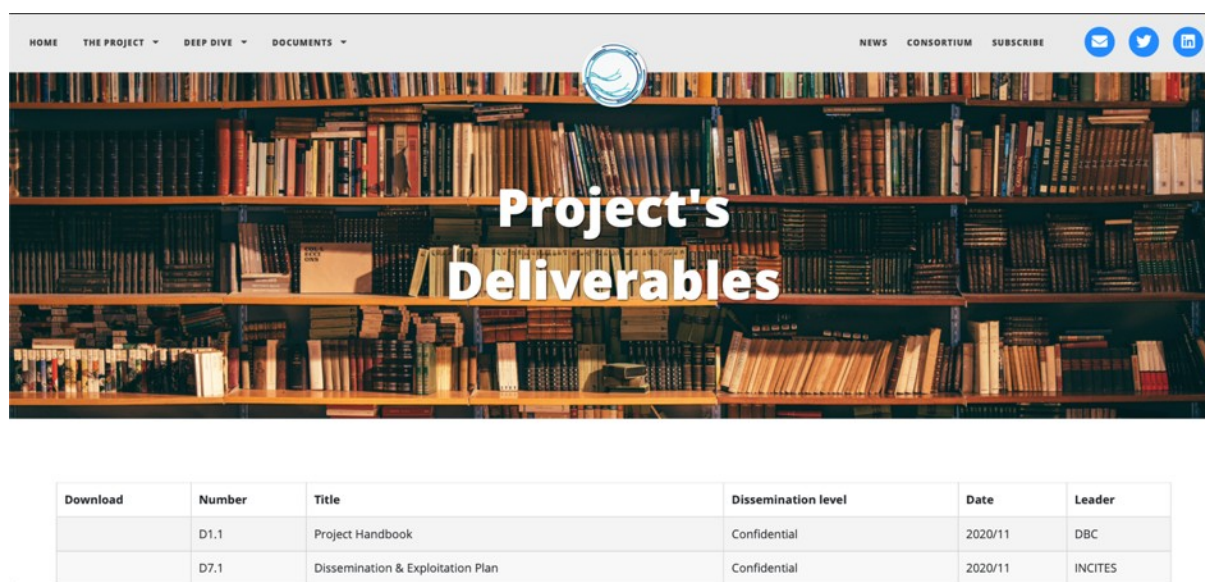 HOME THE PROJECT DEEP DIVE DOCUMENTS NEWS CONSORTIUM SUBSCRIBE
Project's
Deliverables
Download Number Title Dissemination level Date Leader
D1.1 Project Handbook Confidential 2020/11 DBC
D7.1 Dissemination & Exploitation Plan Confidential 2020/11 INCITES